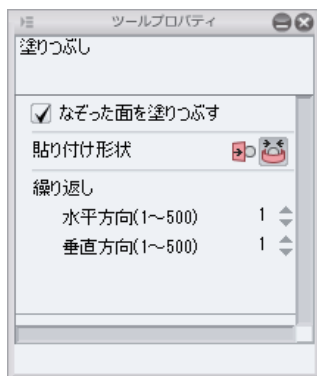 ツールプロパティ
塗りつぶし
なぞった面を塗りつぶす
貼り付け形状
繰り返し
水平方向(1～500) 1
垂直方向(1～500) 1